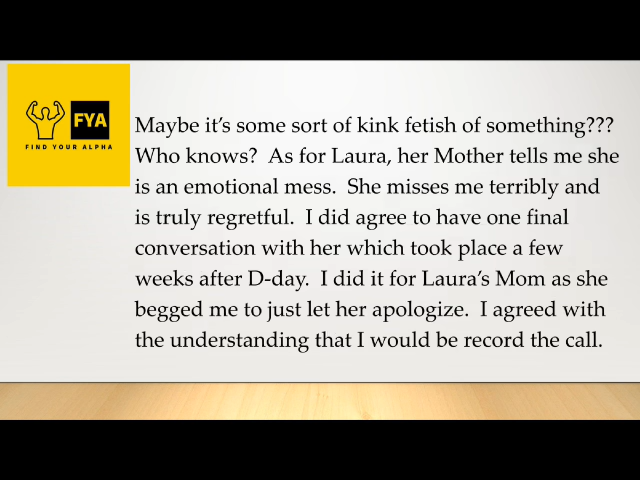 FYA
FIND YOUR ALPHA
Maybe it's some sort of kink fetish of something???
Who knows?  As for Laura, her Mother tells me she
is an emotional mess.  She misses me terribly and
is truly regretful.  I did agree to have one final
conversation with her which took place a few
weeks after D-day.  I did it for Laura's Mom as she
begged me to just let her apologize.  I agreed with
the understanding that I would be record the call.